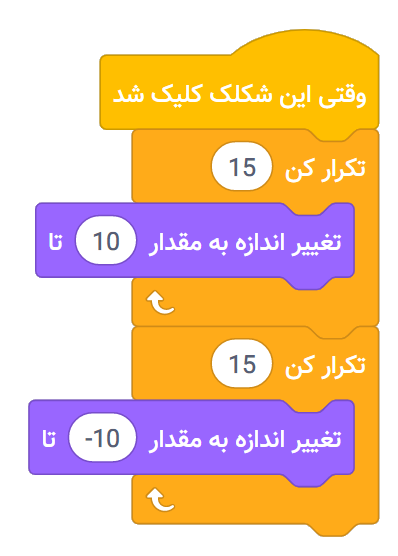 وقتی این شکلک کلیک شد
تکرار کن 15
تغییر اندازه به مقدار 10 تا
تکرار کن 15
تغییر اندازه به مقدار -10 تا